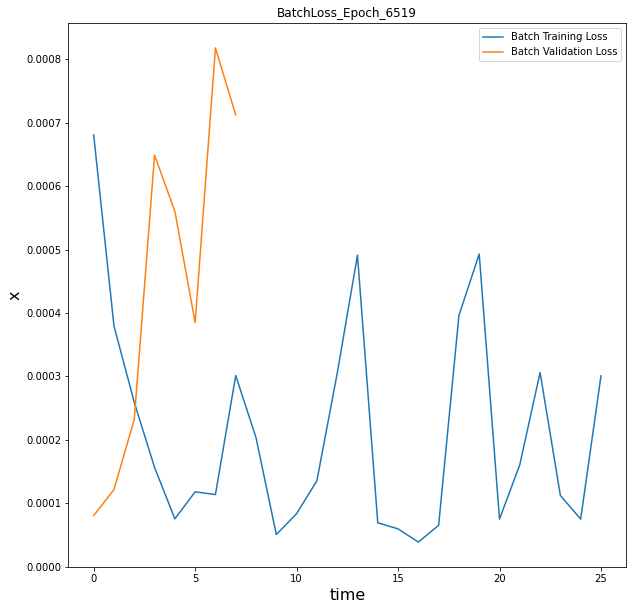 BatchLoss_Epoch_6519
Batch Training Loss
Batch Validation Loss
0.0008
0.0007
0.0006
0.0005
0.0004
0.0003
0.0002
0.0001
0.0000
x
0 5 10 15 20 25
time